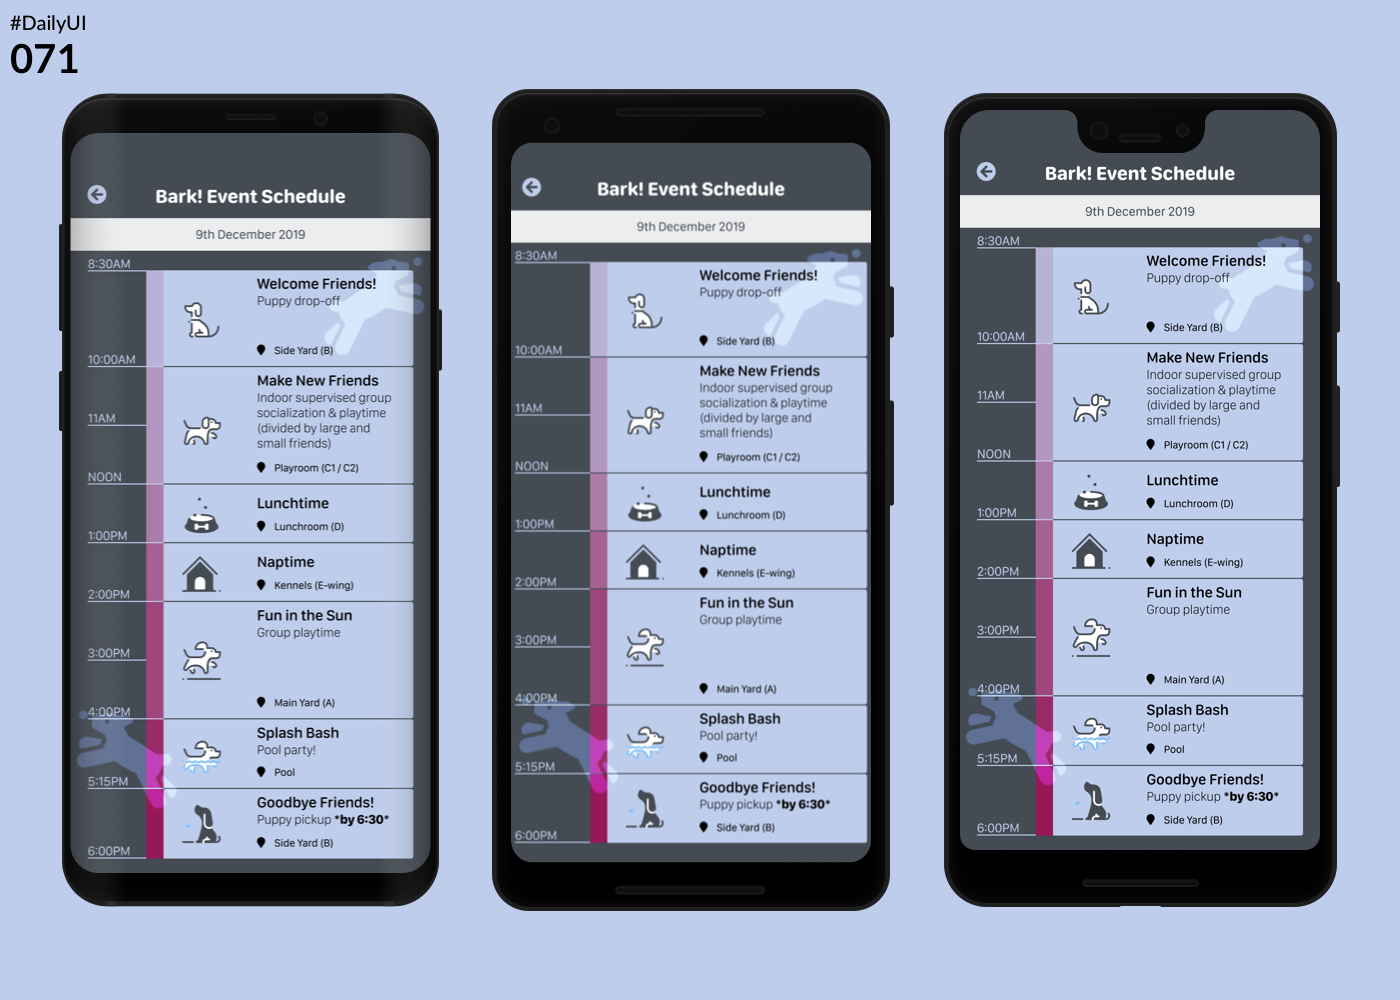 #DailyUI
071
Bark! Event Schedule
9th December 2019
8:30AM
Welcome Friends!
Puppy drop-off
Side Yard (B)
10:00AM
Make New Friends
Indoor supervised group
socialization & playtime
(divided by large and
small friends)
11AM
Playroom (C1 / C2)
NOON
Lunchtime
Lunchroom (D)
1:00PM
Naptime
Kennels (E-wing)
2:00PM
Fun in the Sun
Group playtime
3:00PM
Main Yard (A)
4:00PM
Splash Bash
Pool party!
Pool
5:15PM
Goodbye Friends!
Puppy pickup *by 6:30*
Side Yard (B)
6:00PM
Bark! Event Schedule
9th December 2019
8:30AM
Welcome Friends!
Puppy drop-off
Side Yard (B)
10:00AM
Make New Friends
Indoor supervised group
socialization & playtime
(divided by large and
small friends)
11AM
Playroom (C1 / C2)
NOON
Lunchtime
Lunchroom (D)
1:00PM
Naptime
Kennels (E-wing)
2:00PM
Fun in the Sun
Group playtime
3:00PM
Main Yard (A)
4:00PM
Splash Bash
Pool party!
Pool
5:15PM
Goodbye Friends!
Puppy pickup *by 6:30*
Side Yard (B)
6:00PM
Bark! Event Schedule
9th December 2019
8:30AM
Welcome Friends!
Puppy drop-off
Side Yard (B)
10:00AM
Make New Friends
Indoor supervised group
socialization & playtime
(divided by large and
small friends)
11AM
Playroom (C1 / C2)
NOON
Lunchtime
Lunchroom (D)
1:00PM
Naptime
Kennels (E-wing)
2:00PM
Fun in the Sun
Group playtime
3:00PM
Main Yard (A)
4:00PM
Splash Bash
Pool party!
Pool
5:15PM
Goodbye Friends!
Puppy pickup *by 6:30*
Side Yard (B)
6:00PM